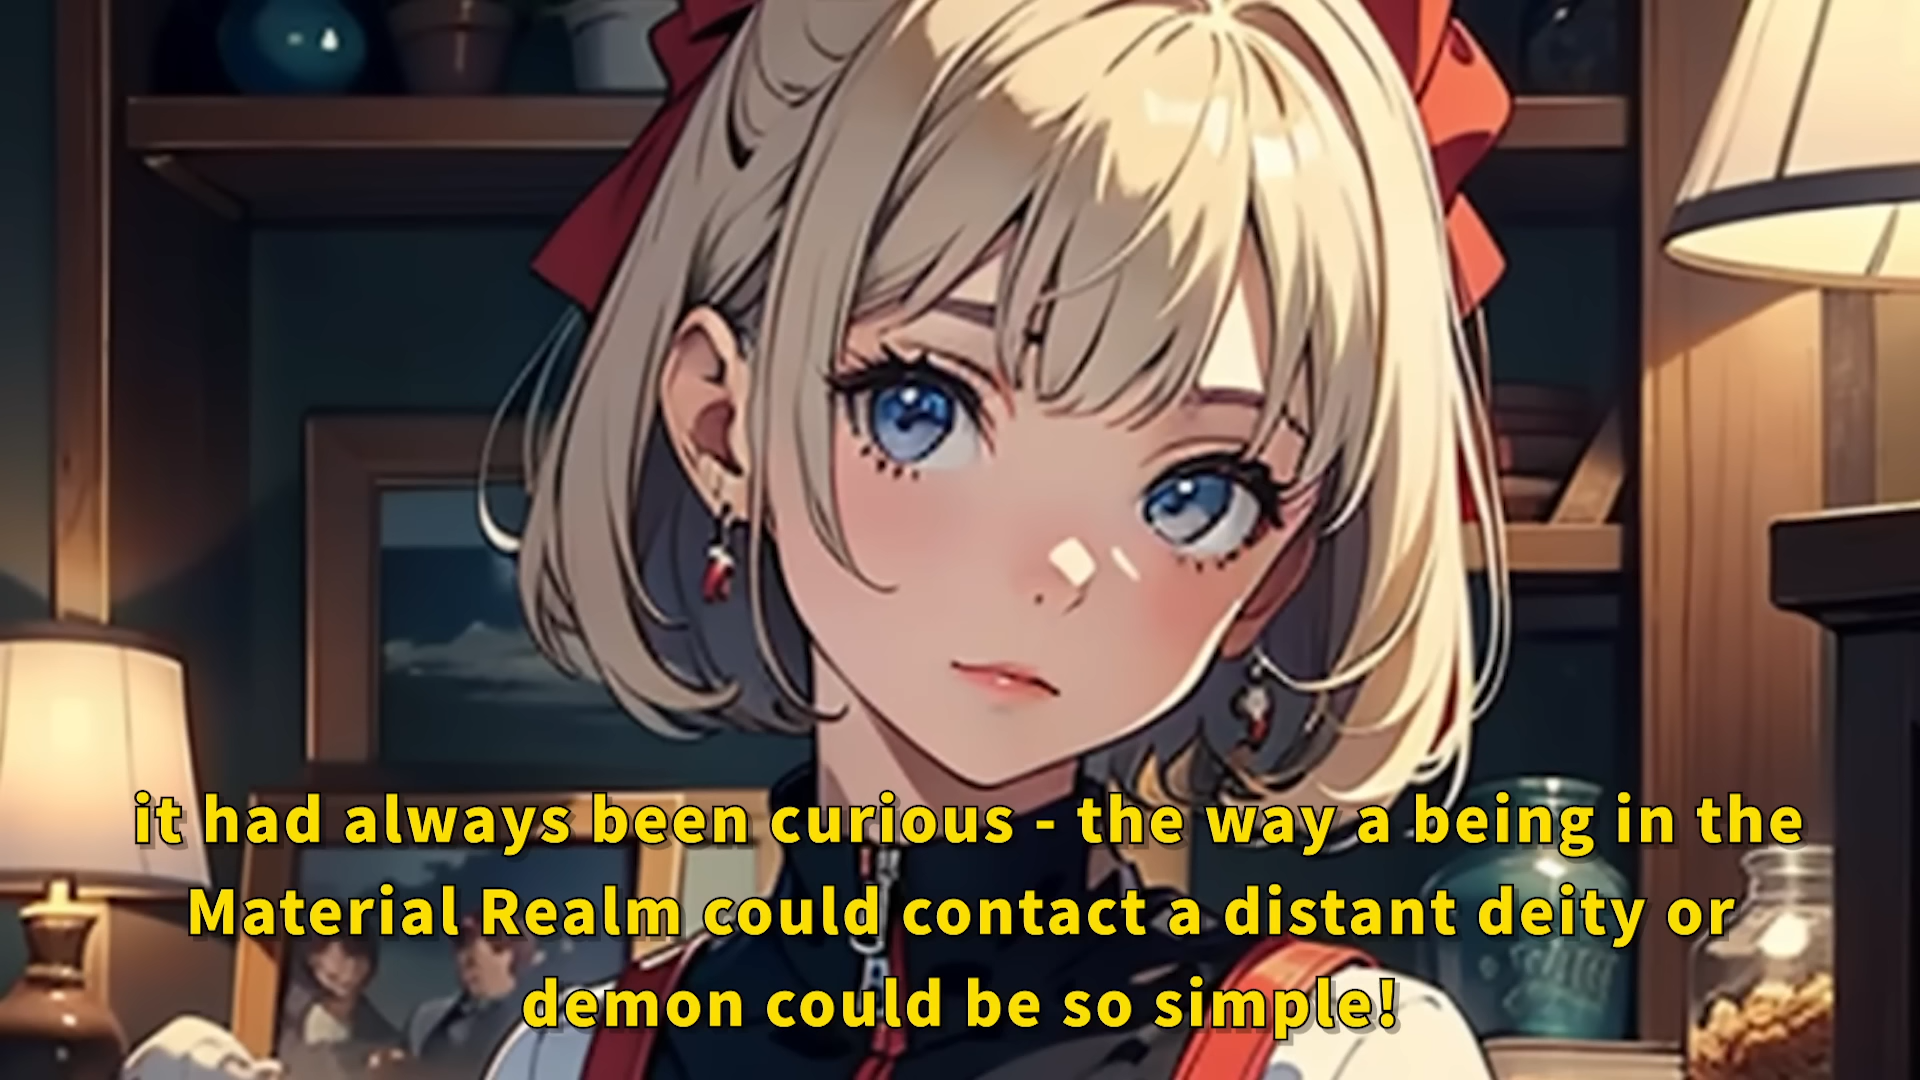 it had always been curious - the way a being in the
Material Realm could contact a distant deity or
demon could be so simple!